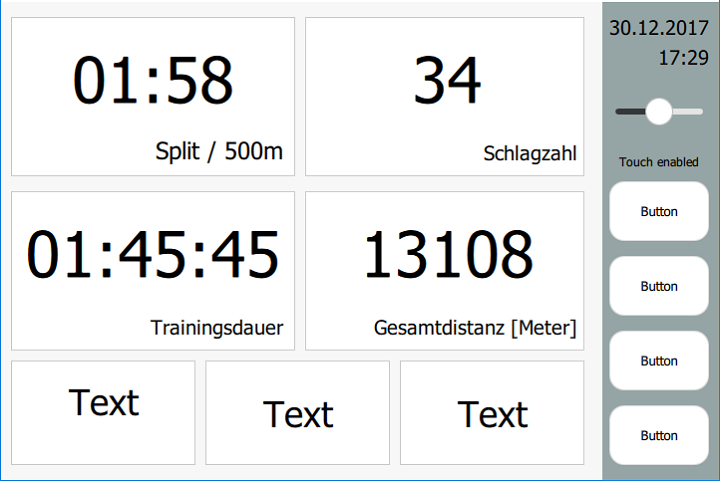 01:58
Split / 500m
34
Schlagzahl
01:45:45
Trainingsdauer
13108
Gesamtdistanz [Meter]
Text
Text
Text
30.12.2017
17:29
Touch enabled
Button
Button
Button
Button